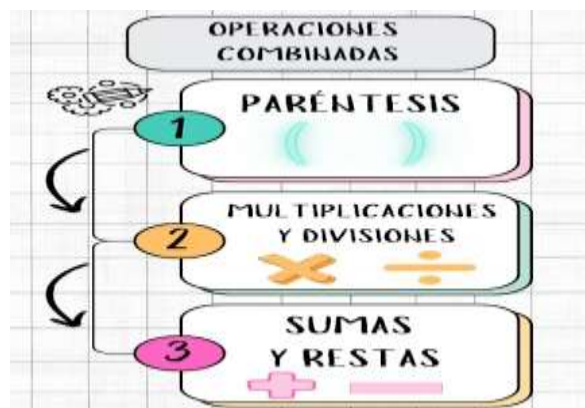 OPERACIONES
COMBINADAS
1
PARÉNTESIS
( )
2
MULTIPLICACIONES
Y DIVISIONES
× ÷
3
SUMAS
Y RESTAS
+ −